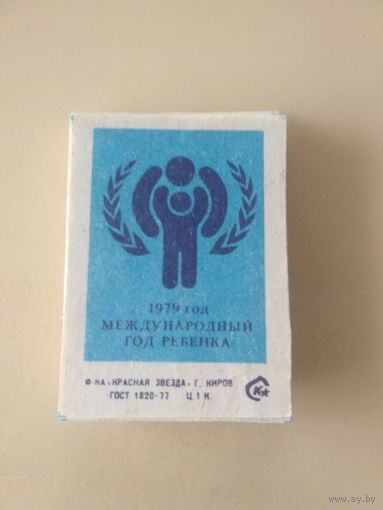 1979 год
МЕЖДУНАРОДНЫЙ
ГОД РЕБЕНКА
Ф-КА «КРАСНАЯ ЗВЕЗДА» Г. КИРОВ
ГОСТ 1820-77 Ц. 1 К.
www.ay.by